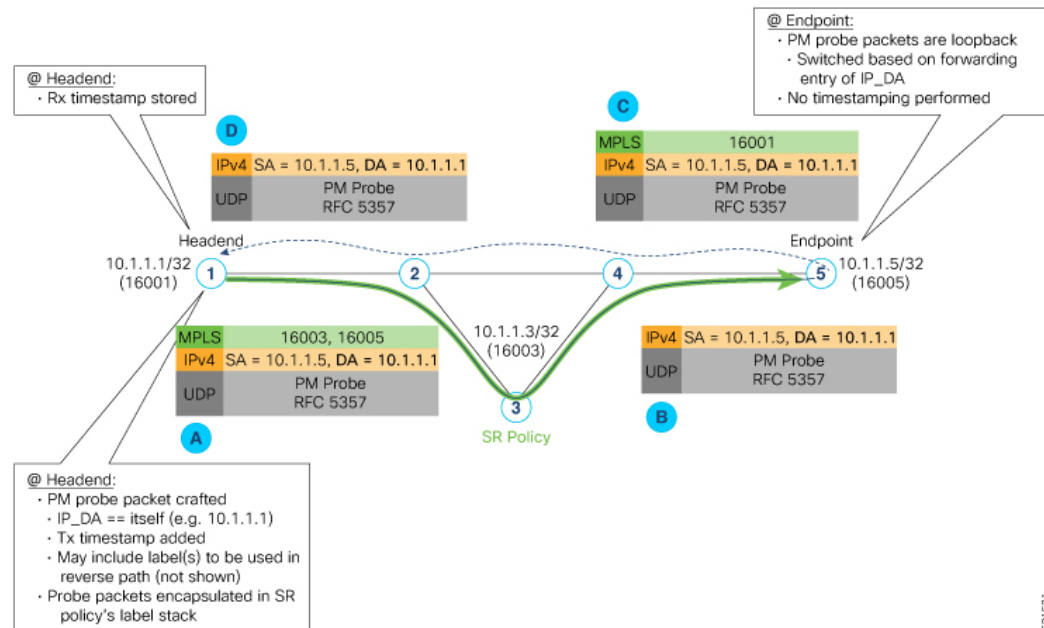 @ Endpoint:
· PM probe packets are loopback
· Switched based on forwarding
entry of IP_DA
· No timestamping performed
@ Headend:
· Rx timestamp stored
D
IPv4 SA = 10.1.1.5, DA = 10.1.1.1
UDP
PM Probe
RFC 5357
C
MPLS 16001
IPv4 SA = 10.1.1.5, DA = 10.1.1.1
UDP
PM Probe
RFC 5357
Headend
10.1.1.1/32
(16001)
1
2
4
5
Endpoint
10.1.1.5/32
(16005)
10.1.1.3/32
(16003)
3
SR Policy
MPLS 16003, 16005
IPv4 SA = 10.1.1.5, DA = 10.1.1.1
UDP
PM Probe
RFC 5357
A
IPv4 SA = 10.1.1.5, DA = 10.1.1.1
UDP
PM Probe
RFC 5357
B
@ Headend:
· PM probe packet crafted
· IP_DA == itself (e.g. 10.1.1.1)
· Tx timestamp added
· May include label(s) to be used in
reverse path (not shown)
· Probe packets encapsulated in SR
policy's label stack